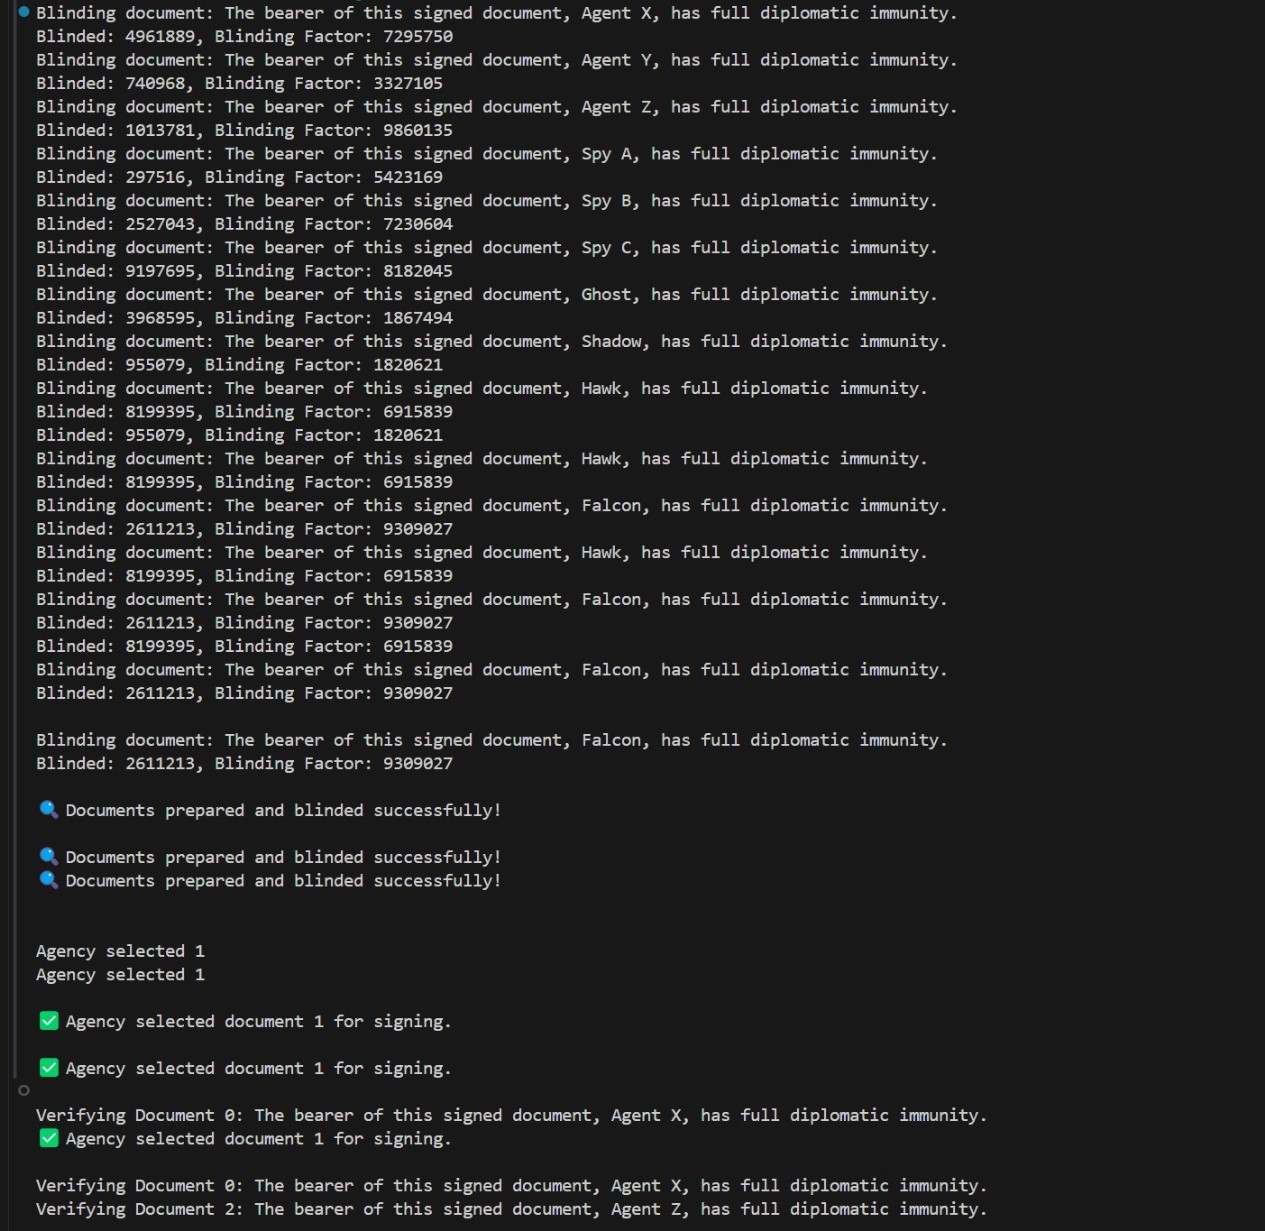 Blinding document: The bearer of this signed document, Agent X, has full diplomatic immunity.
Blinded: 4961889, Blinding Factor: 7295750
Blinding document: The bearer of this signed document, Agent Y, has full diplomatic immunity.
Blinded: 740968, Blinding Factor: 3327105
Blinding document: The bearer of this signed document, Agent Z, has full diplomatic immunity.
Blinded: 1013781, Blinding Factor: 9860135
Blinding document: The bearer of this signed document, Spy A, has full diplomatic immunity.
Blinded: 297516, Blinding Factor: 5423169
Blinding document: The bearer of this signed document, Spy B, has full diplomatic immunity.
Blinded: 2527043, Blinding Factor: 7230604
Blinding document: The bearer of this signed document, Spy C, has full diplomatic immunity.
Blinded: 9197695, Blinding Factor: 8182045
Blinding document: The bearer of this signed document, Ghost, has full diplomatic immunity.
Blinded: 3968595, Blinding Factor: 1867494
Blinding document: The bearer of this signed document, Shadow, has full diplomatic immunity.
Blinded: 955079, Blinding Factor: 1820621
Blinding document: The bearer of this signed document, Hawk, has full diplomatic immunity.
Blinded: 8199395, Blinding Factor: 6915839
Blinded: 955079, Blinding Factor: 1820621
Blinding document: The bearer of this signed document, Hawk, has full diplomatic immunity.
Blinded: 8199395, Blinding Factor: 6915839
Blinding document: The bearer of this signed document, Falcon, has full diplomatic immunity.
Blinded: 2611213, Blinding Factor: 9309027
Blinding document: The bearer of this signed document, Hawk, has full diplomatic immunity.
Blinded: 8199395, Blinding Factor: 6915839
Blinding document: The bearer of this signed document, Falcon, has full diplomatic immunity.
Blinded: 2611213, Blinding Factor: 9309027
Blinded: 8199395, Blinding Factor: 6915839
Blinding document: The bearer of this signed document, Falcon, has full diplomatic immunity.
Blinded: 2611213, Blinding Factor: 9309027
Blinding document: The bearer of this signed document, Falcon, has full diplomatic immunity.
Blinded: 2611213, Blinding Factor: 9309027
🔍 Documents prepared and blinded successfully!
🔍 Documents prepared and blinded successfully!
🔍 Documents prepared and blinded successfully!
Agency selected 1
Agency selected 1
✅ Agency selected document 1 for signing.
✅ Agency selected document 1 for signing.
Verifying Document 0: The bearer of this signed document, Agent X, has full diplomatic immunity.
✅ Agency selected document 1 for signing.
Verifying Document 0: The bearer of this signed document, Agent X, has full diplomatic immunity.
Verifying Document 2: The bearer of this signed document, Agent Z, has full diplomatic immunity.